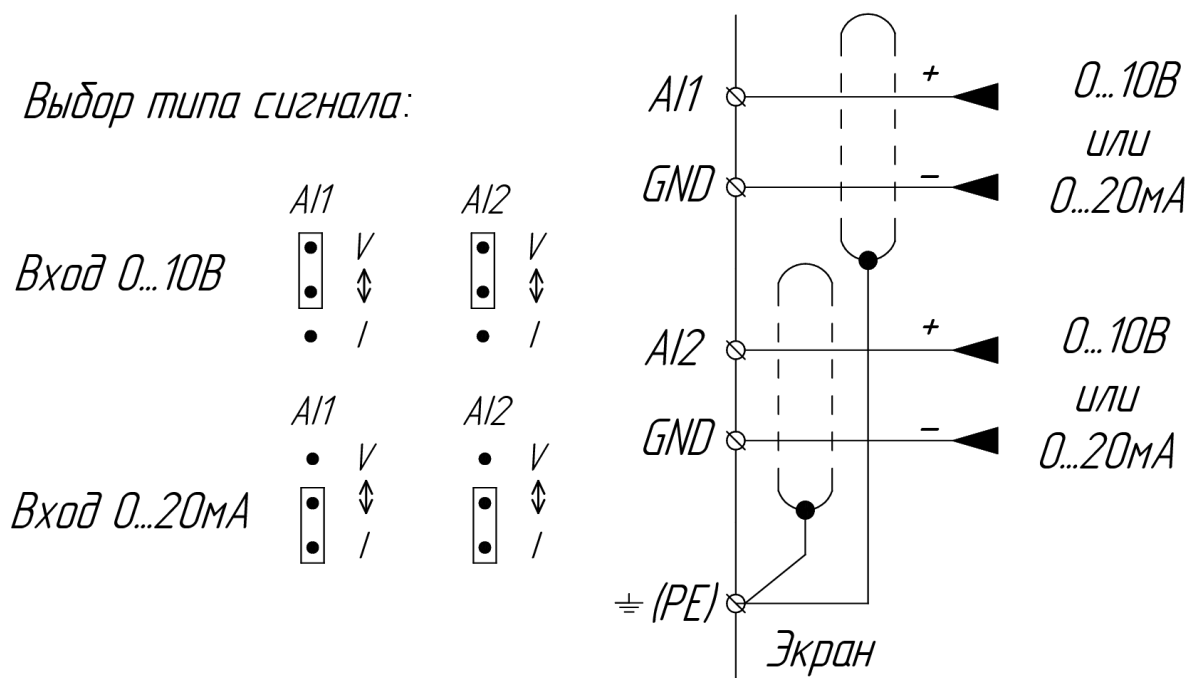 Выбор типа сигнала:
AI1 AI2
Вход 0...10В
V V
I I
AI1 AI2
Вход 0...20мА
V V
I I
AI1 + 0...10В
или
GND − 0...20мА
AI2 + 0...10В
или
GND − 0...20мА
(PE)
Экран